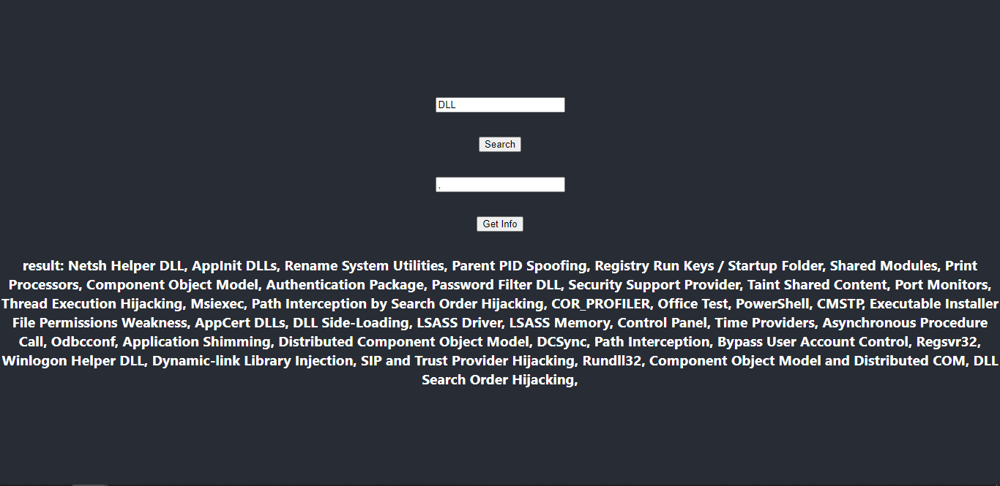 DLL
Search
,
Get Info
result: Netsh Helper DLL, AppInit DLLs, Rename System Utilities, Parent PID Spoofing, Registry Run Keys / Startup Folder, Shared Modules, Print
Processors, Component Object Model, Authentication Package, Password Filter DLL, Security Support Provider, Taint Shared Content, Port Monitors,
Thread Execution Hijacking, Msiexec, Path Interception by Search Order Hijacking, COR_PROFILER, Office Test, PowerShell, CMSTP, Executable Installer
File Permissions Weakness, AppCert DLLs, DLL Side-Loading, LSASS Driver, LSASS Memory, Control Panel, Time Providers, Asynchronous Procedure
Call, Odbcconf, Application Shimming, Distributed Component Object Model, DCSync, Path Interception, Bypass User Account Control, Regsvr32,
Winlogon Helper DLL, Dynamic-link Library Injection, SIP and Trust Provider Hijacking, Rundll32, Component Object Model and Distributed COM, DLL
Search Order Hijacking,